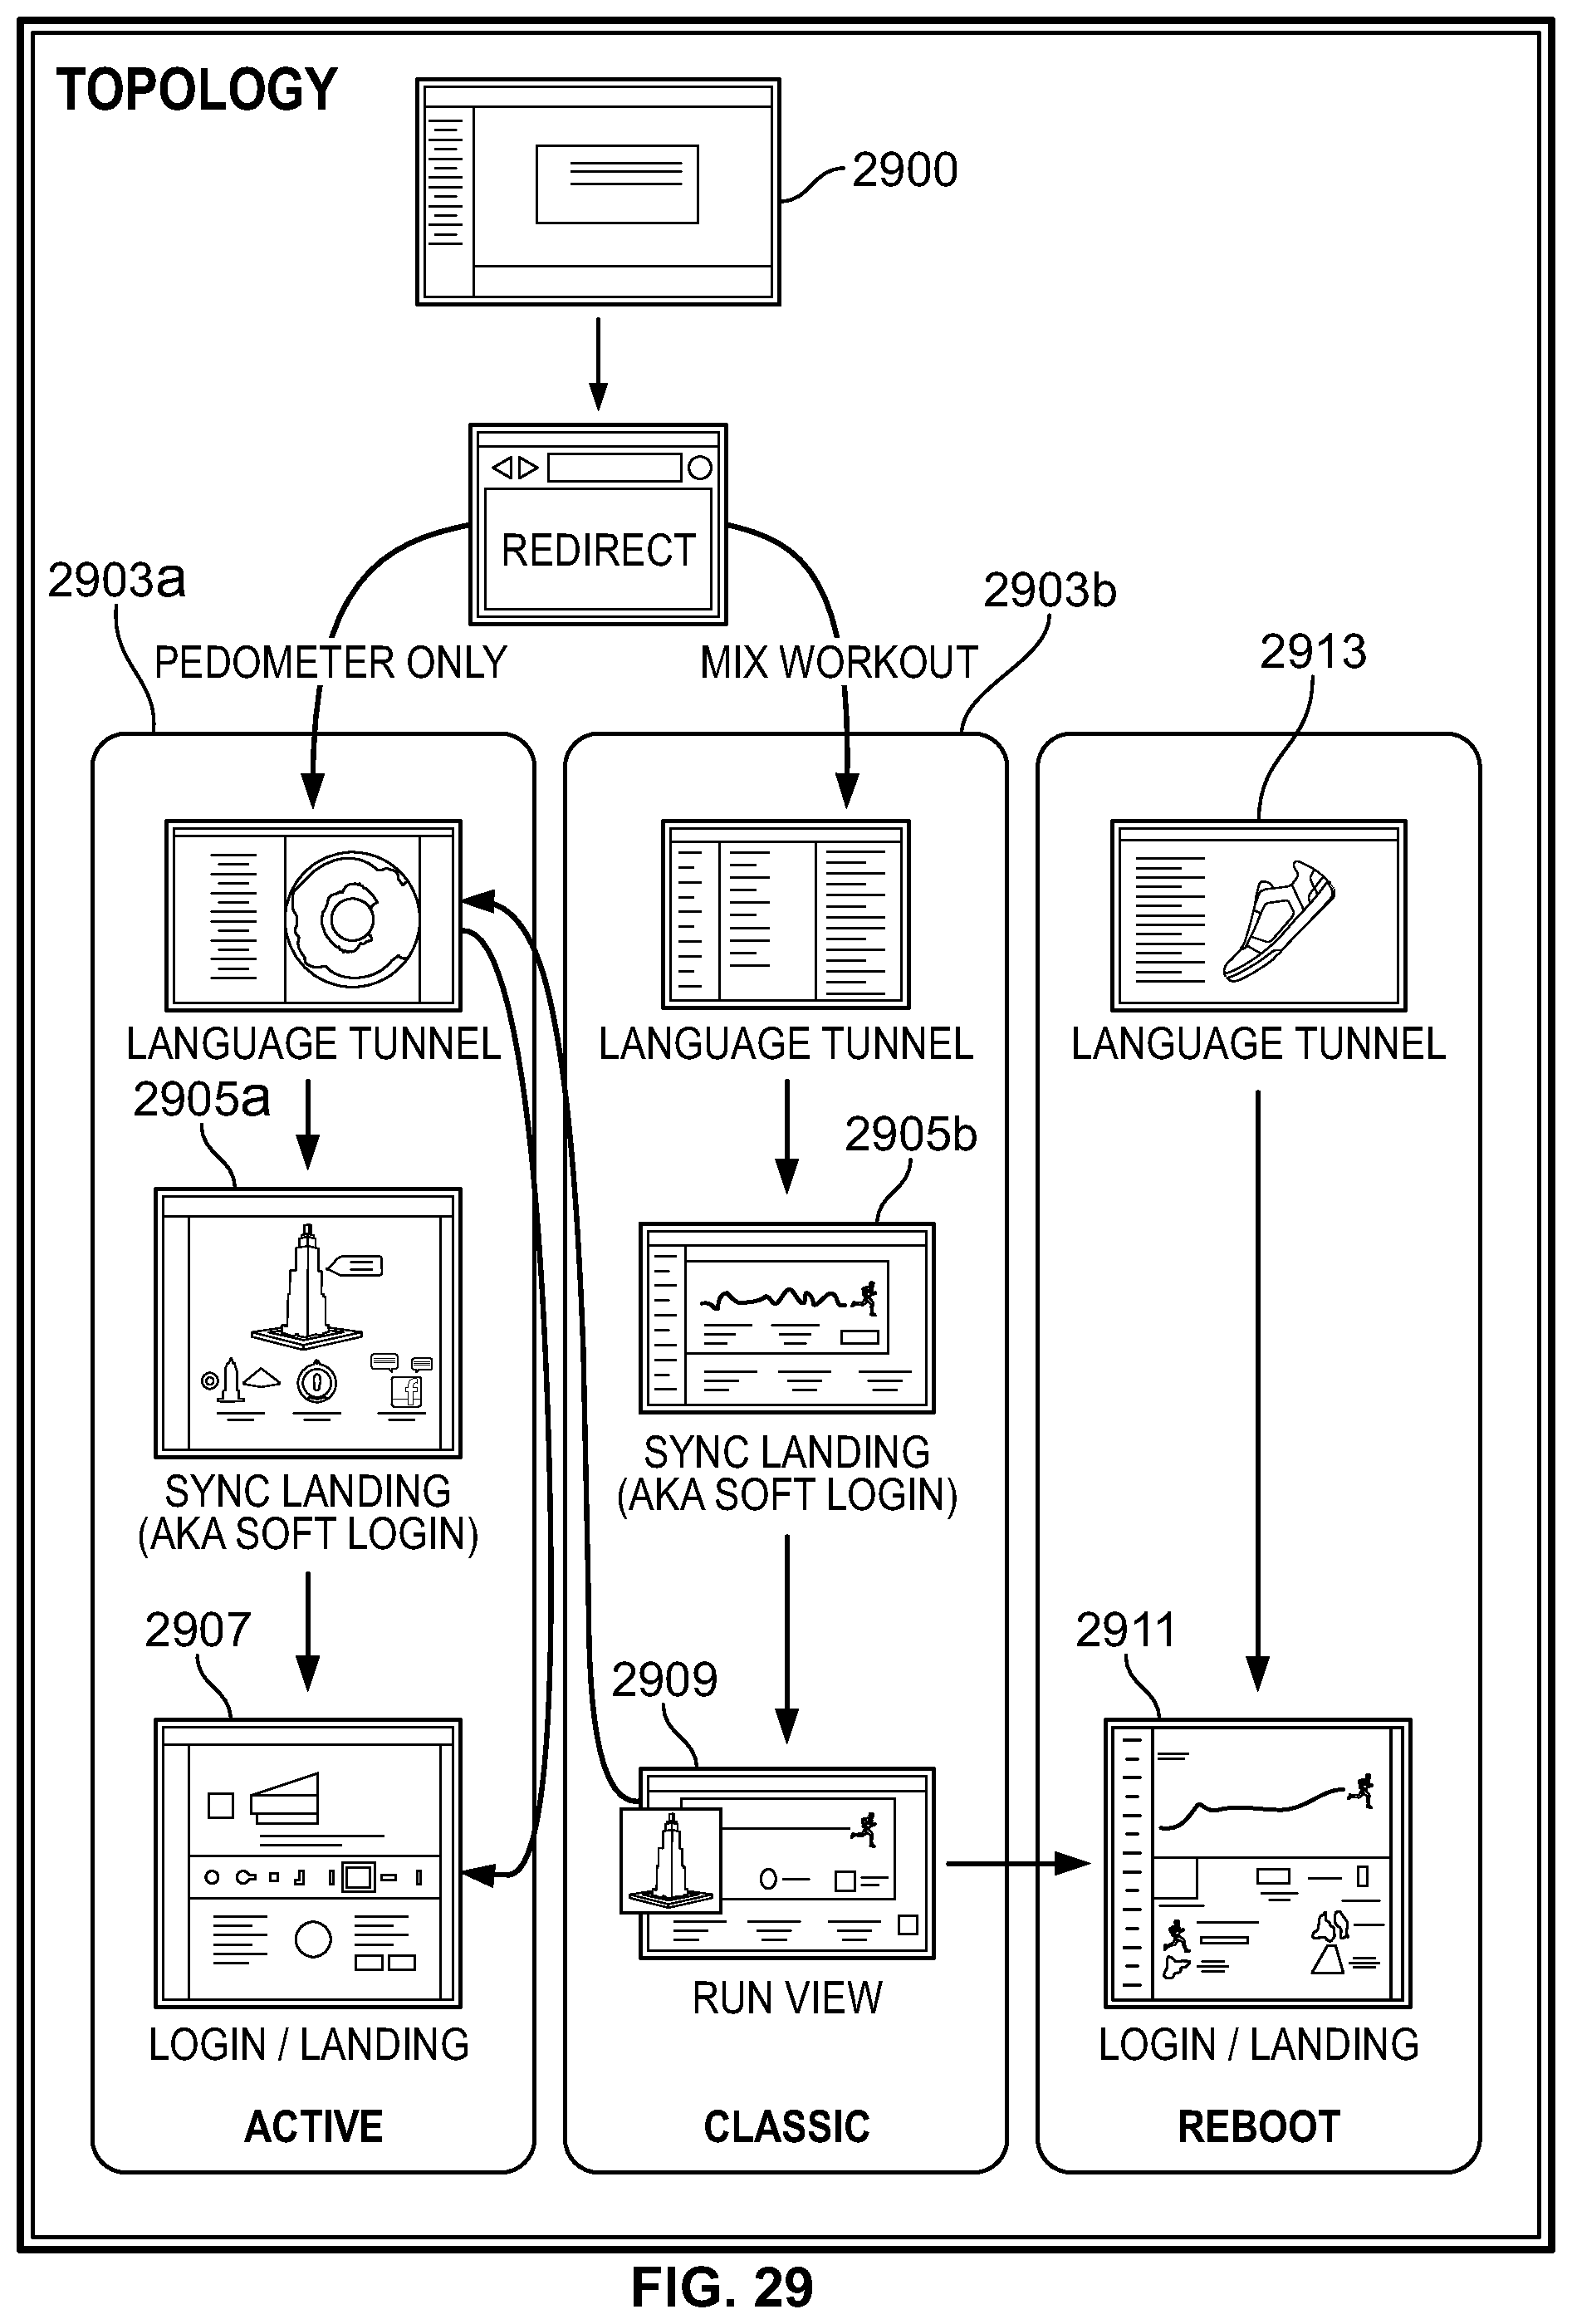 TOPOLOGY
2900
REDIRECT
2903a
2903b
PEDOMETER ONLY
MIX WORKOUT
2913
LANGUAGE TUNNEL
LANGUAGE TUNNEL
LANGUAGE TUNNEL
2905a
2905b
f
SYNC LANDING
(AKA SOFT LOGIN)
SYNC LANDING
(AKA SOFT LOGIN)
2907
2909
2911
LOGIN / LANDING
RUN VIEW
LOGIN / LANDING
ACTIVE
CLASSIC
REBOOT
FIG. 29